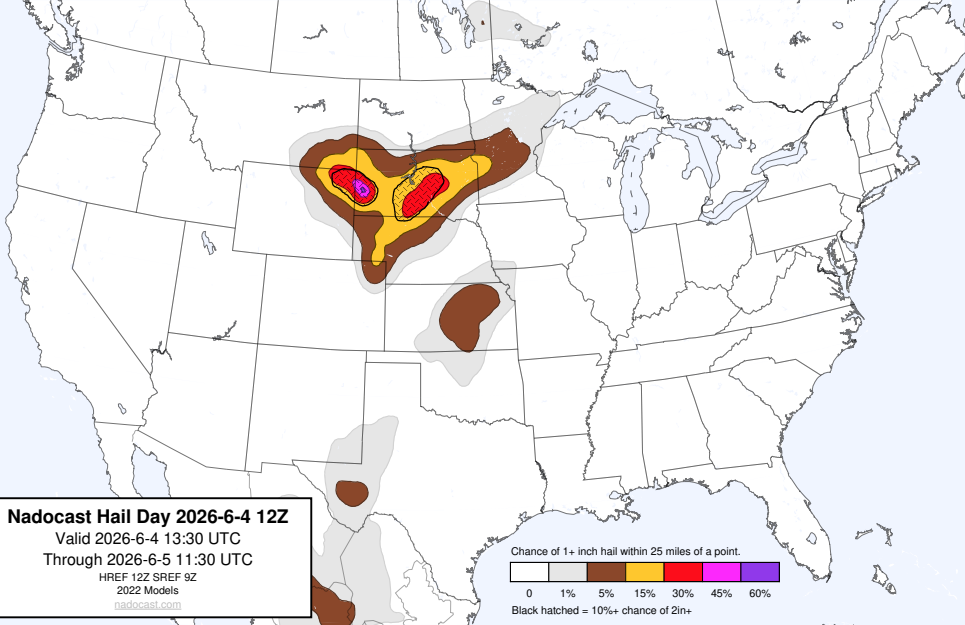 Nadocast Hail Day 2026-6-4 12Z
Valid 2026-6-4 13:30 UTC
Through 2026-6-5 11:30 UTC
HREF 12Z SREF 9Z
2022 Models
nadocast.com
Chance of 1+ inch hail within 25 miles of a point.
0 1% 5% 15% 30% 45% 60%
Black hatched = 10%+ chance of 2in+